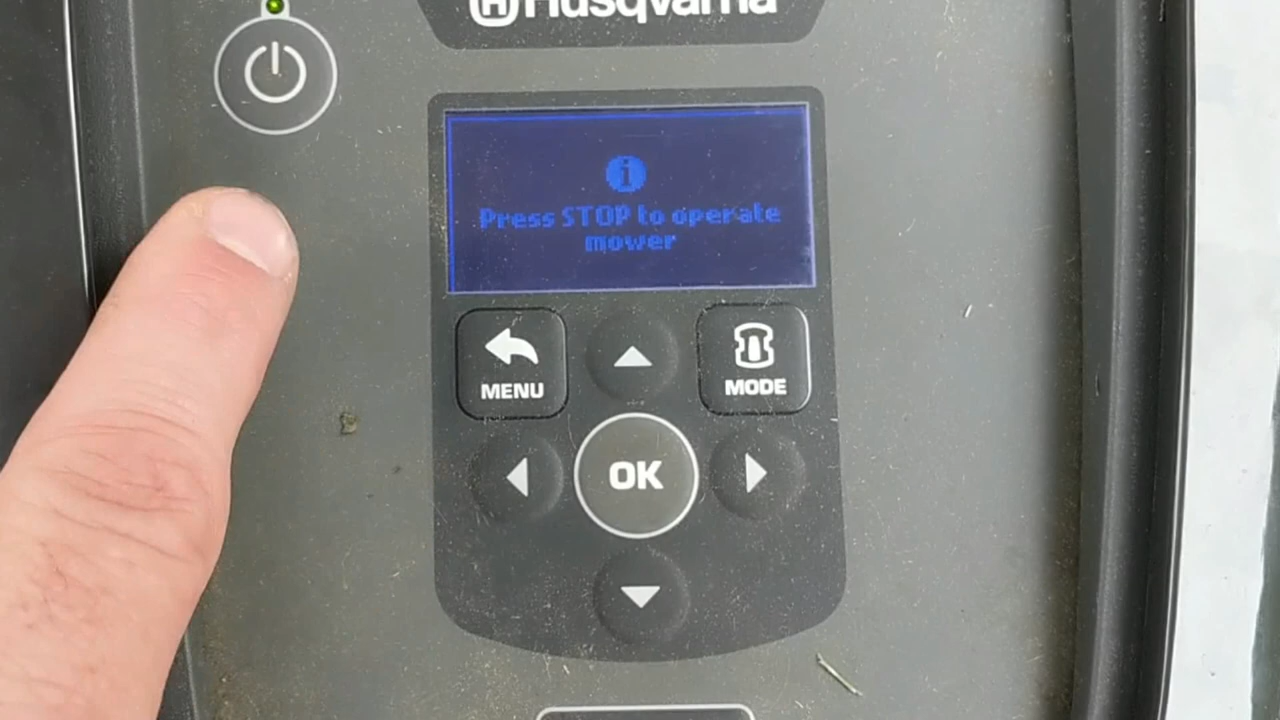 Husqvarna
Press STOP to operate
mower
MENU
MODE
OK